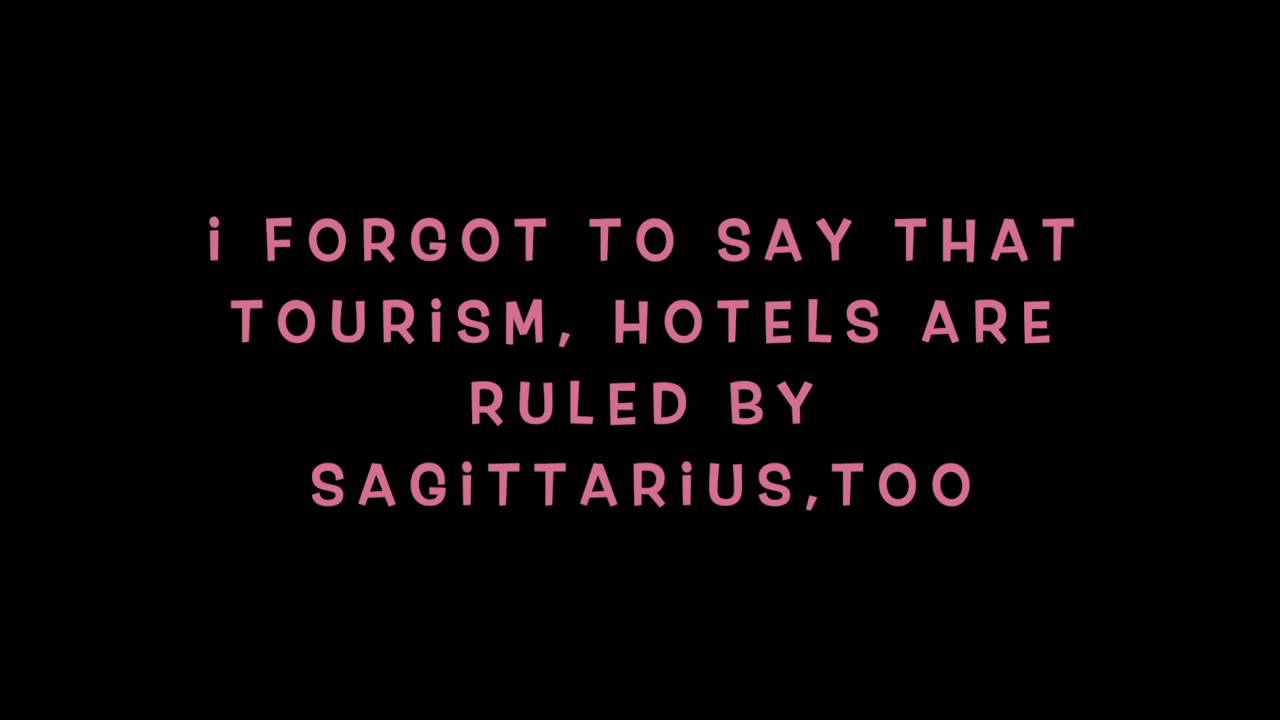 i FORGOT TO SAY THAT
TOURiSM, HOTELS ARE
RULED BY
SAGiTTARiUS,TOO